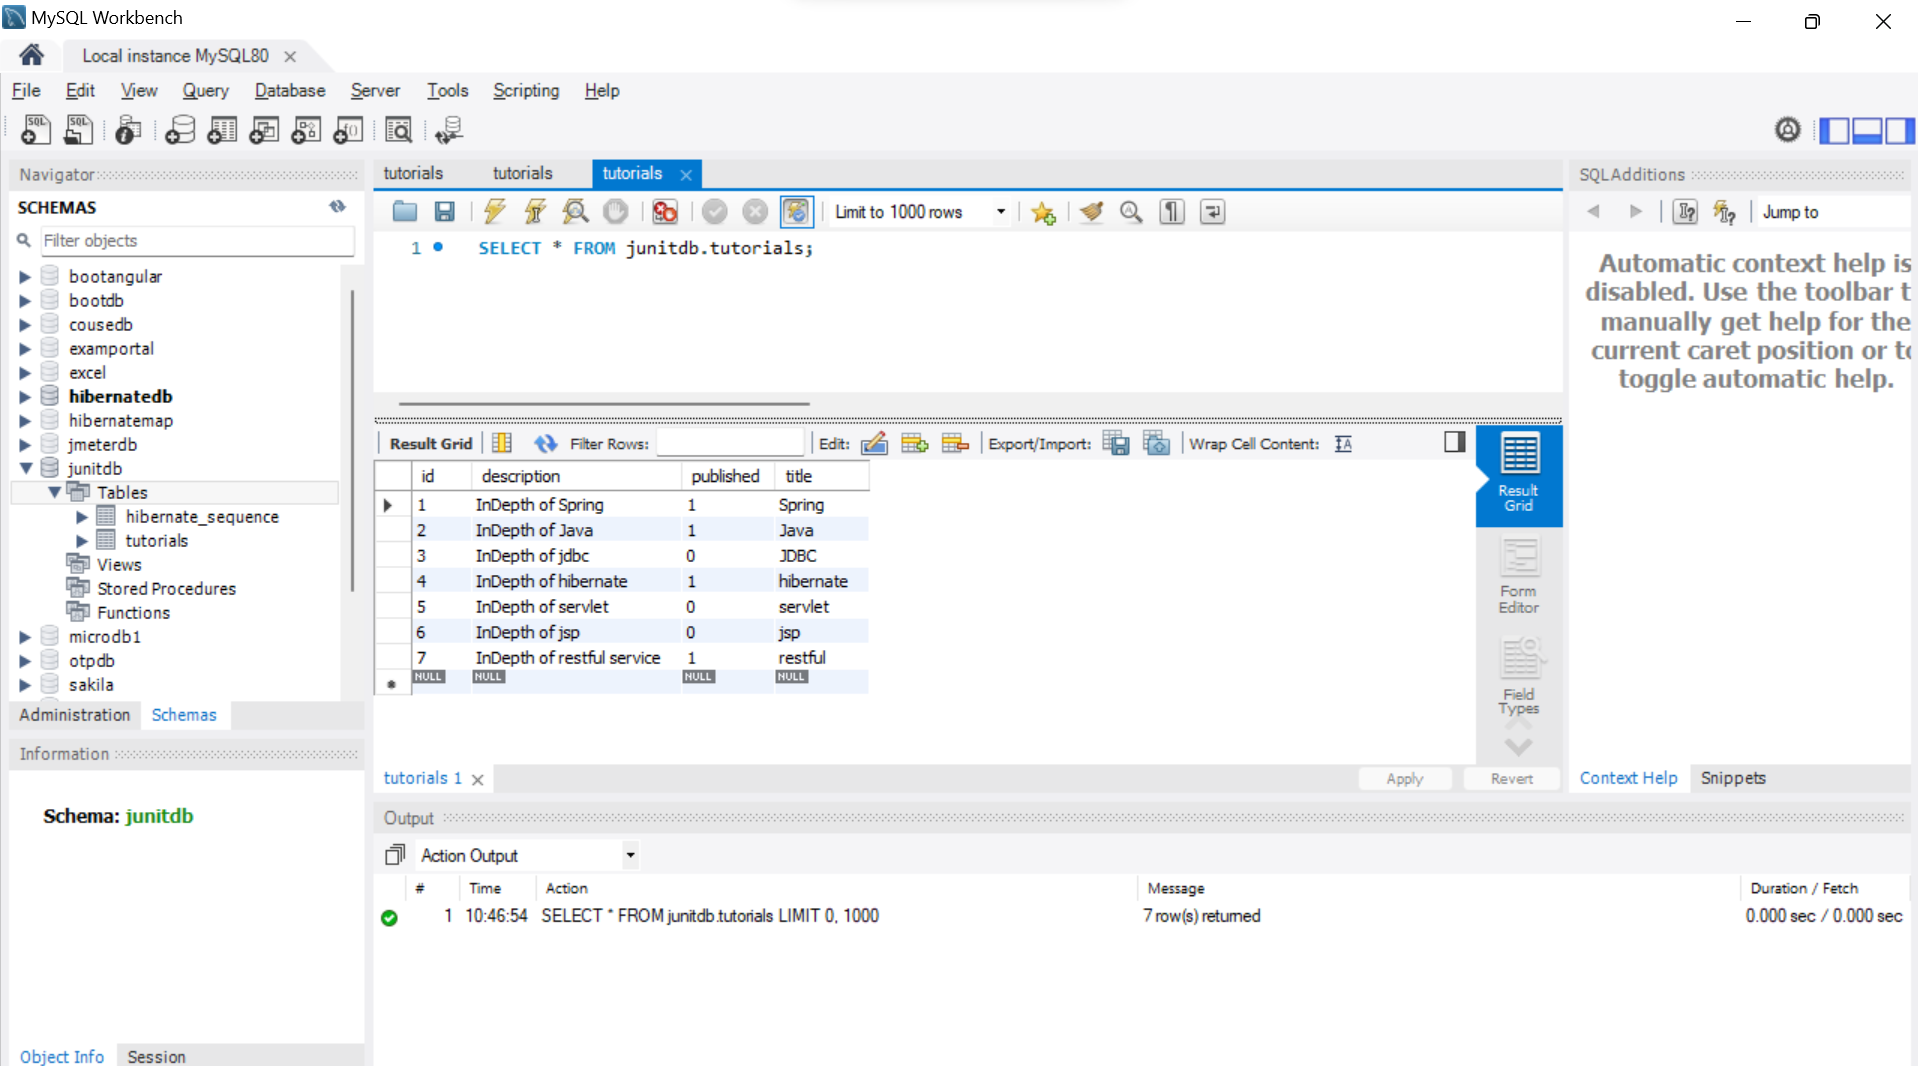 MySQL Workbench
Local instance MySQL80
File Edit View Query Database Server Tools Scripting Help
Navigator
SCHEMAS
Filter objects
bootangular
bootdb
cousedb
examportal
excel
hibernatedb
hibernatemap
jmeterdb
junitdb
Tables
hibernate_sequence
tutorials
Views
Stored Procedures
Functions
microdb1
otpdb
sakila
Administration Schemas
Information
Schema: junitdb
Object Info Session
tutorials tutorials tutorials
Limit to 1000 rows
1 SELECT * FROM junitdb.tutorials;
Result Grid Filter Rows: Edit: Export/Import: Wrap Cell Content:
id description published title
1 InDepth of Spring 1 Spring
2 InDepth of Java 1 Java
3 InDepth of jdbc 0 JDBC
4 InDepth of hibernate 1 hibernate
5 InDepth of servlet 0 servlet
6 InDepth of jsp 0 jsp
7 InDepth of restful service 1 restful
NULL NULL NULL NULL
Result
Grid
Form
Editor
Field
Types
tutorials 1 Apply Revert
SQLAdditions
Jump to
Automatic context help is
disabled. Use the toolbar t
manually get help for the
current caret position or to
toggle automatic help.
Context Help Snippets
Output
Action Output
# Time Action Message Duration / Fetch
1 10:46:54 SELECT * FROM junitdb.tutorials LIMIT 0, 1000 7 row(s) returned 0.000 sec / 0.000 sec